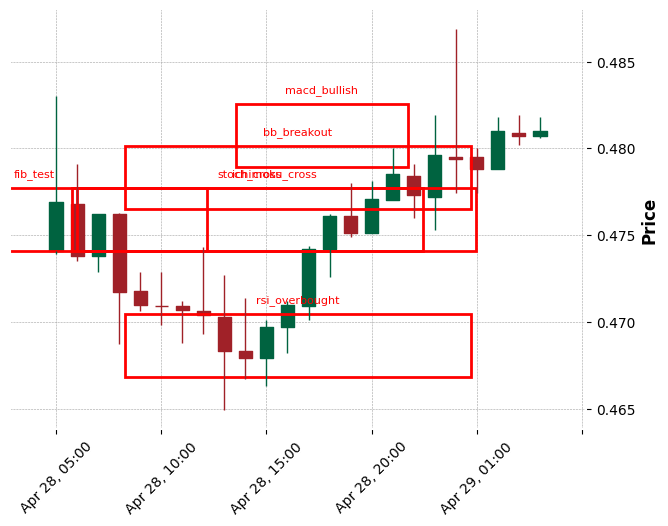 macd_bullish
bb_breakout
fib_test
ichimoku_cross
rsi_overbought
0.485
0.480
0.475
0.470
0.465
Price
Apr 28, 05:00
Apr 28, 10:00
Apr 28, 15:00
Apr 28, 20:00
Apr 29, 01:00